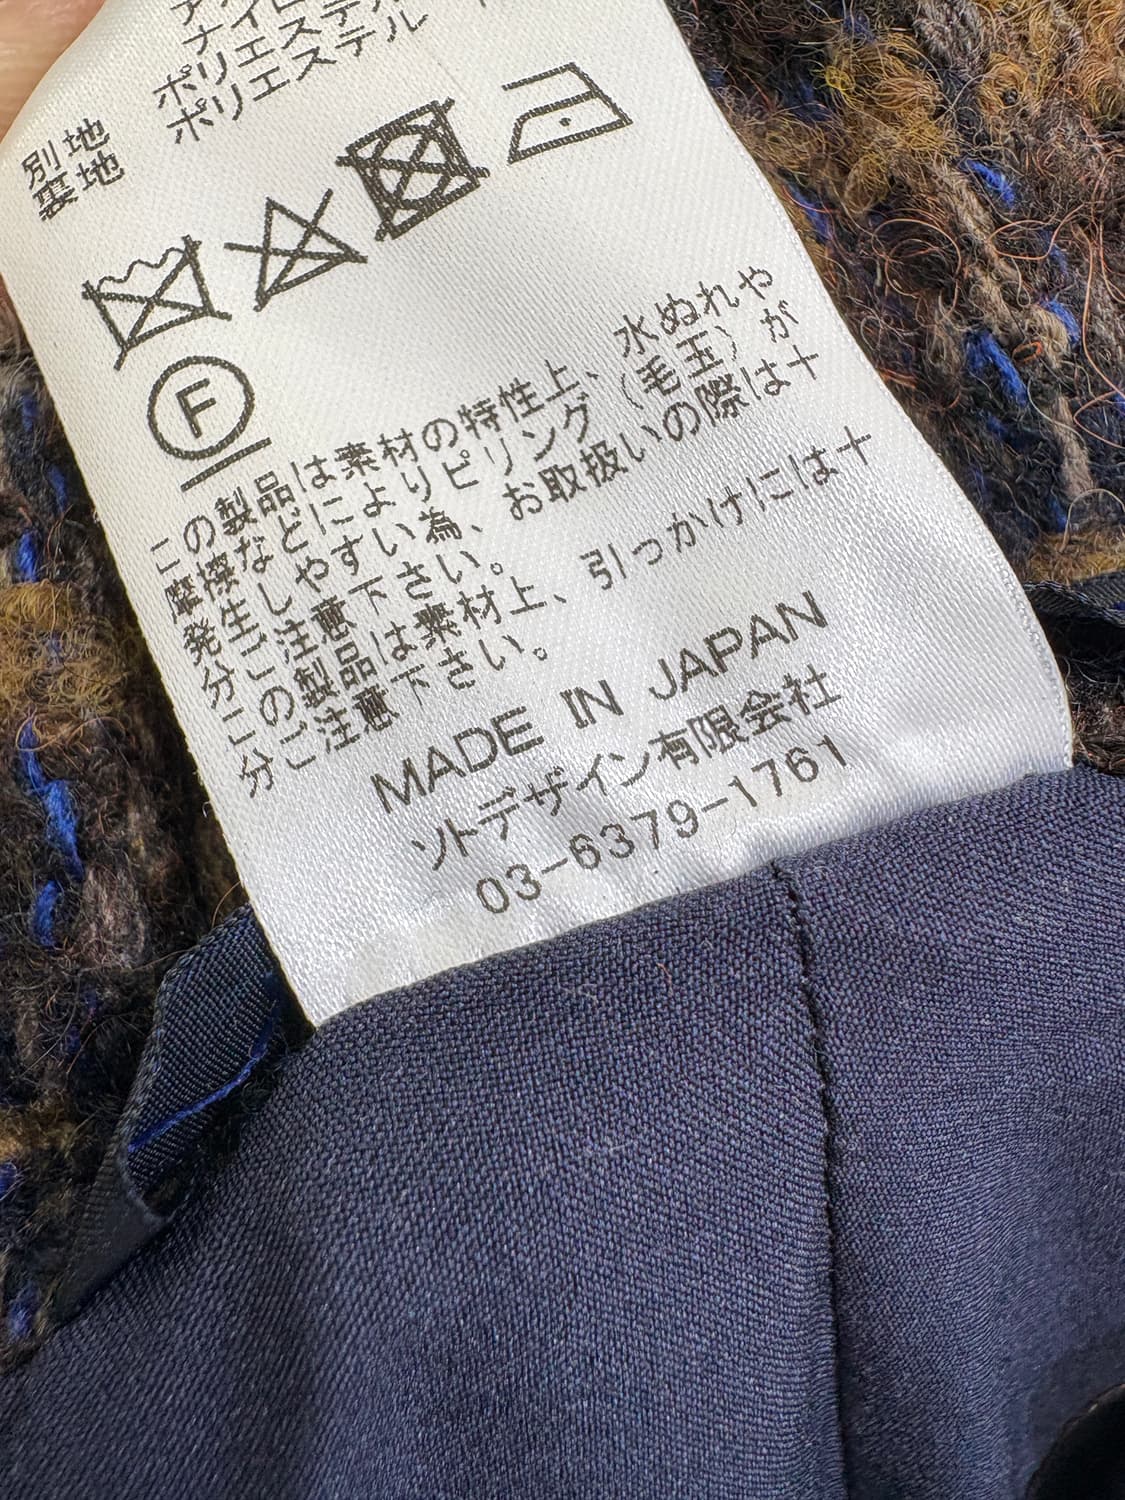 ナイロ
ポリエステル
別地 ポリエステル
裏地
F
この製品は素材の特性上、水ぬれや
摩擦などによりピリング(毛玉)が
発生しやすい為、お取扱いの際は十
分ご注意下さい。
この製品は素材上、引っかけには十
分ご注意下さい。
MADE IN JAPAN
ソトデザイン有限会社
03-6379-1761